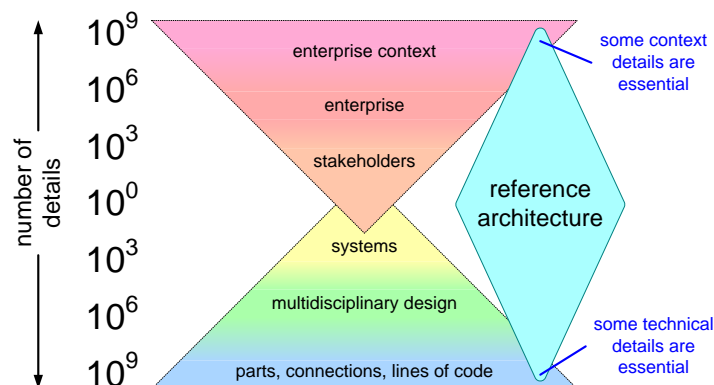 10⁹
10⁶
10³
10⁰
10³
10⁶
10⁹
number of
details
enterprise context
enterprise
stakeholders
systems
multidisciplinary design
parts, connections, lines of code
reference
architecture
some context
details are
essential
some technical
details are
essential